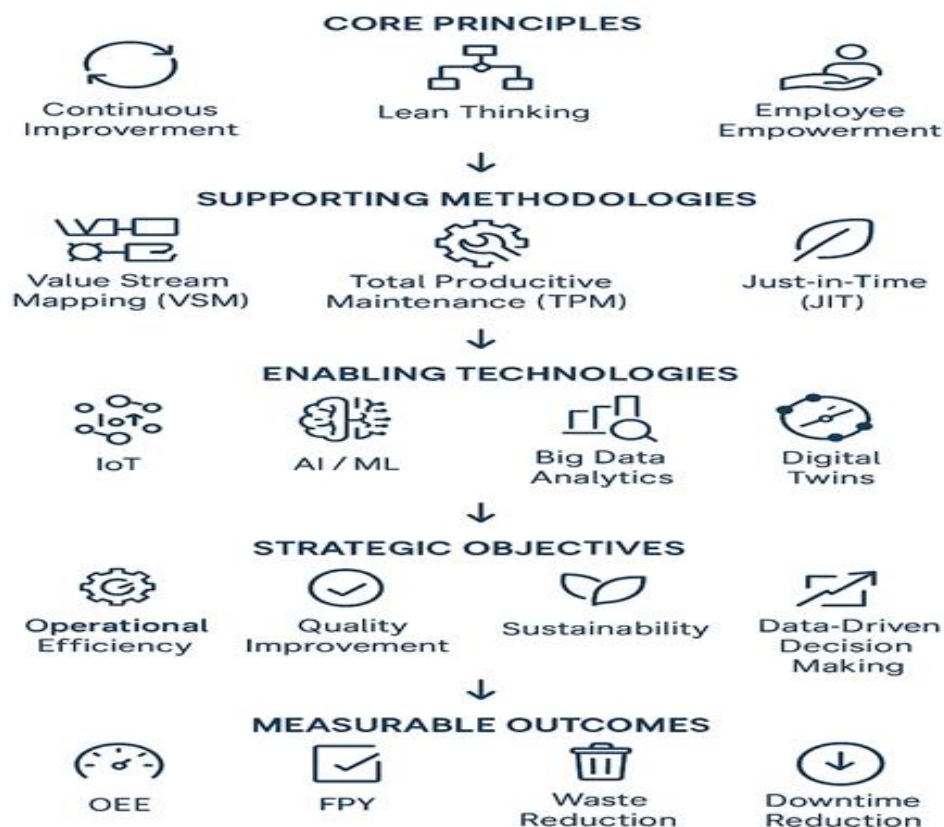 CORE PRINCIPLES
Continuous
Improverment
Lean Thinking
Employee
Empowerment
SUPPORTING METHODOLOGIES
Value Stream
Mapping (VSM)
Total Producitive
Maintenance (TPM)
Just-in-Time
(JIT)
ENABLING TECHNOLOGIES
IoT
IoT
AI / ML
Big Data
Analytics
Digital
Twins
STRATEGIC OBJECTIVES
Operational
Efficiency
Quality
Improvement
Sustainability
Data-Driven
Decision
Making
MEASURABLE OUTCOMES
OEE
FPY
Waste
Reduction
Downtime
Reduction